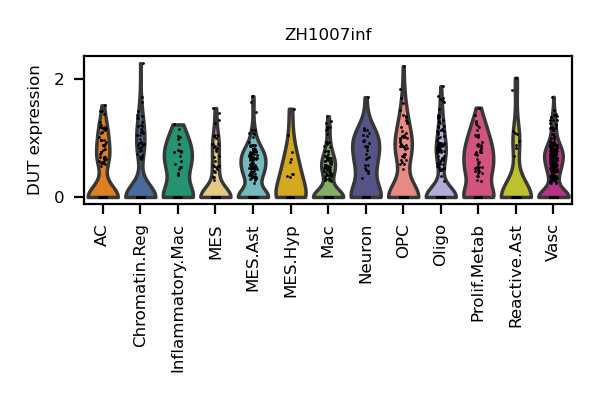 ZH1007inf
DUT expression
2
0
AC
Chromatin.Reg
Inflammatory.Mac
MES
MES.Ast
MES.Hyp
Mac
Neuron
OPC
Oligo
Prolif.Metab
Reactive.Ast
Vasc